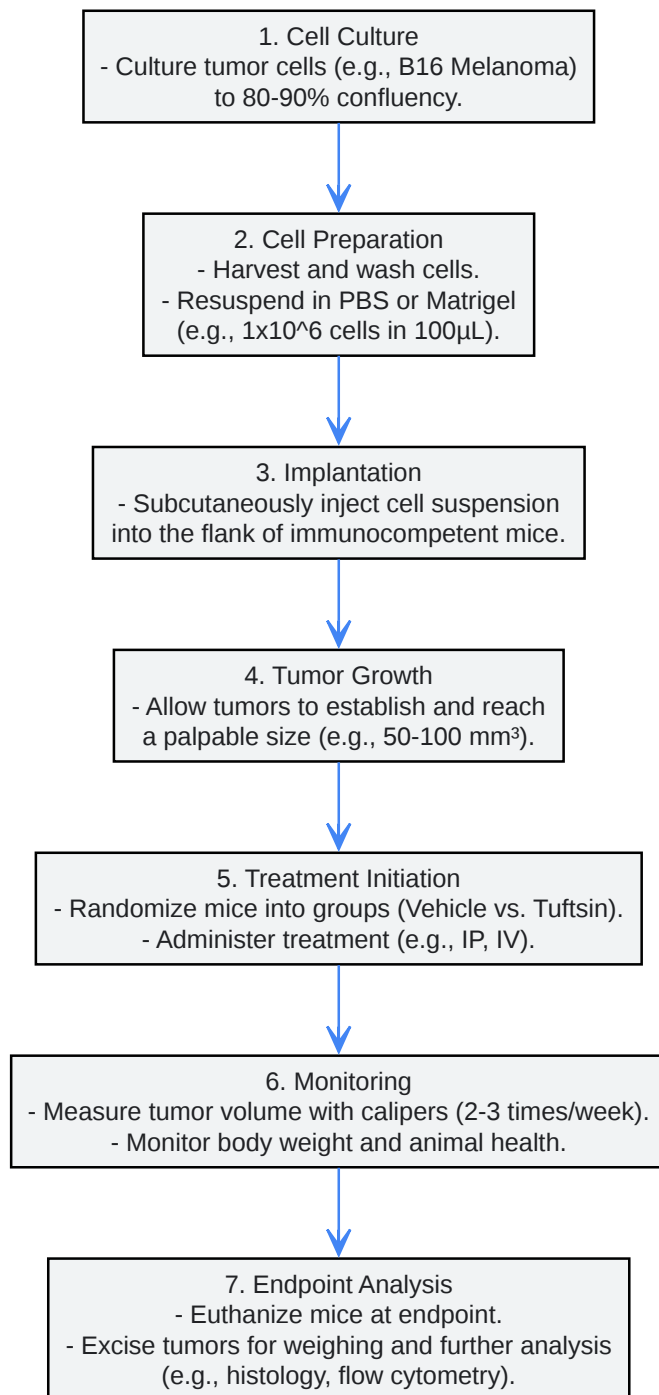 1. Cell Culture
- Culture tumor cells (e.g., B16 Melanoma)
to 80-90% confluency.
2. Cell Preparation
- Harvest and wash cells.
- Resuspend in PBS or Matrigel
(e.g., 1x10^6 cells in 100µL).
3. Implantation
- Subcutaneously inject cell suspension
into the flank of immunocompetent mice.
4. Tumor Growth
- Allow tumors to establish and reach
a palpable size (e.g., 50-100 mm³).
5. Treatment Initiation
- Randomize mice into groups (Vehicle vs. Tuftsin).
- Administer treatment (e.g., IP, IV).
6. Monitoring
- Measure tumor volume with calipers (2-3 times/week).
- Monitor body weight and animal health.
7. Endpoint Analysis
- Euthanize mice at endpoint.
- Excise tumors for weighing and further analysis
(e.g., histology, flow cytometry).